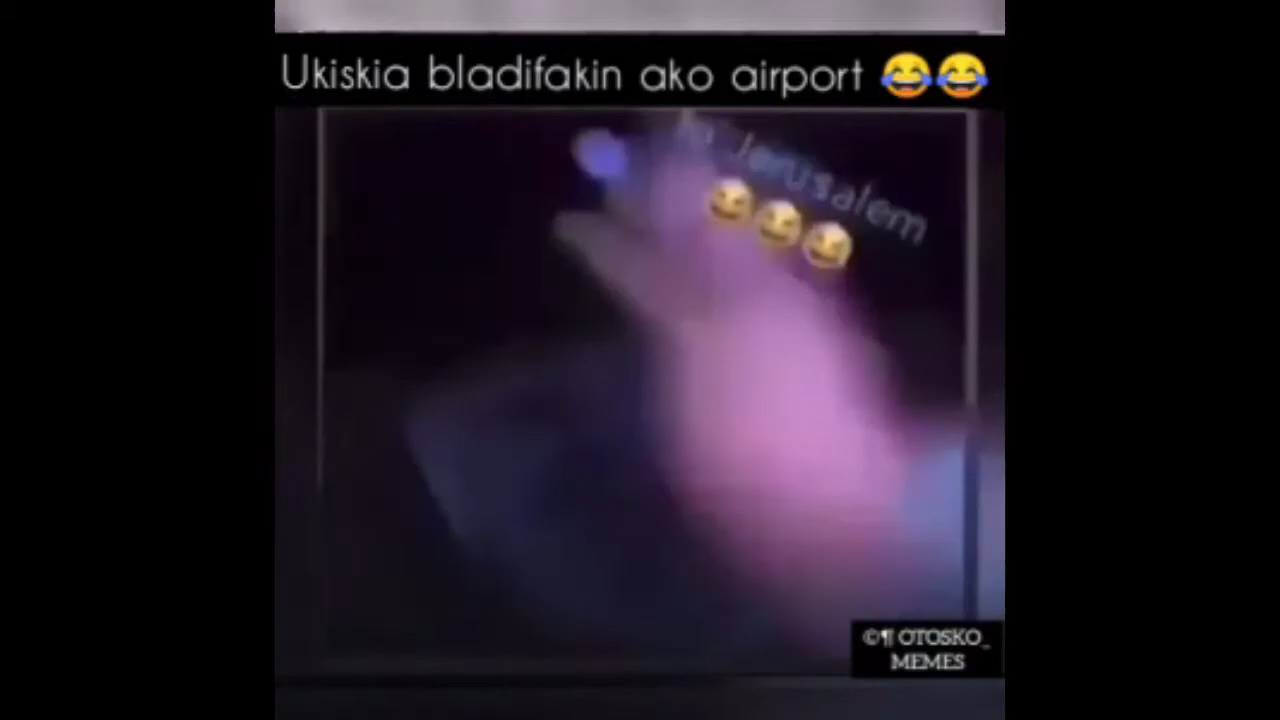 Ukiskia bladifakin ako airport 😂😂
Jerusalem
😆😆😆
©¶ OTOSKO_
MEMES